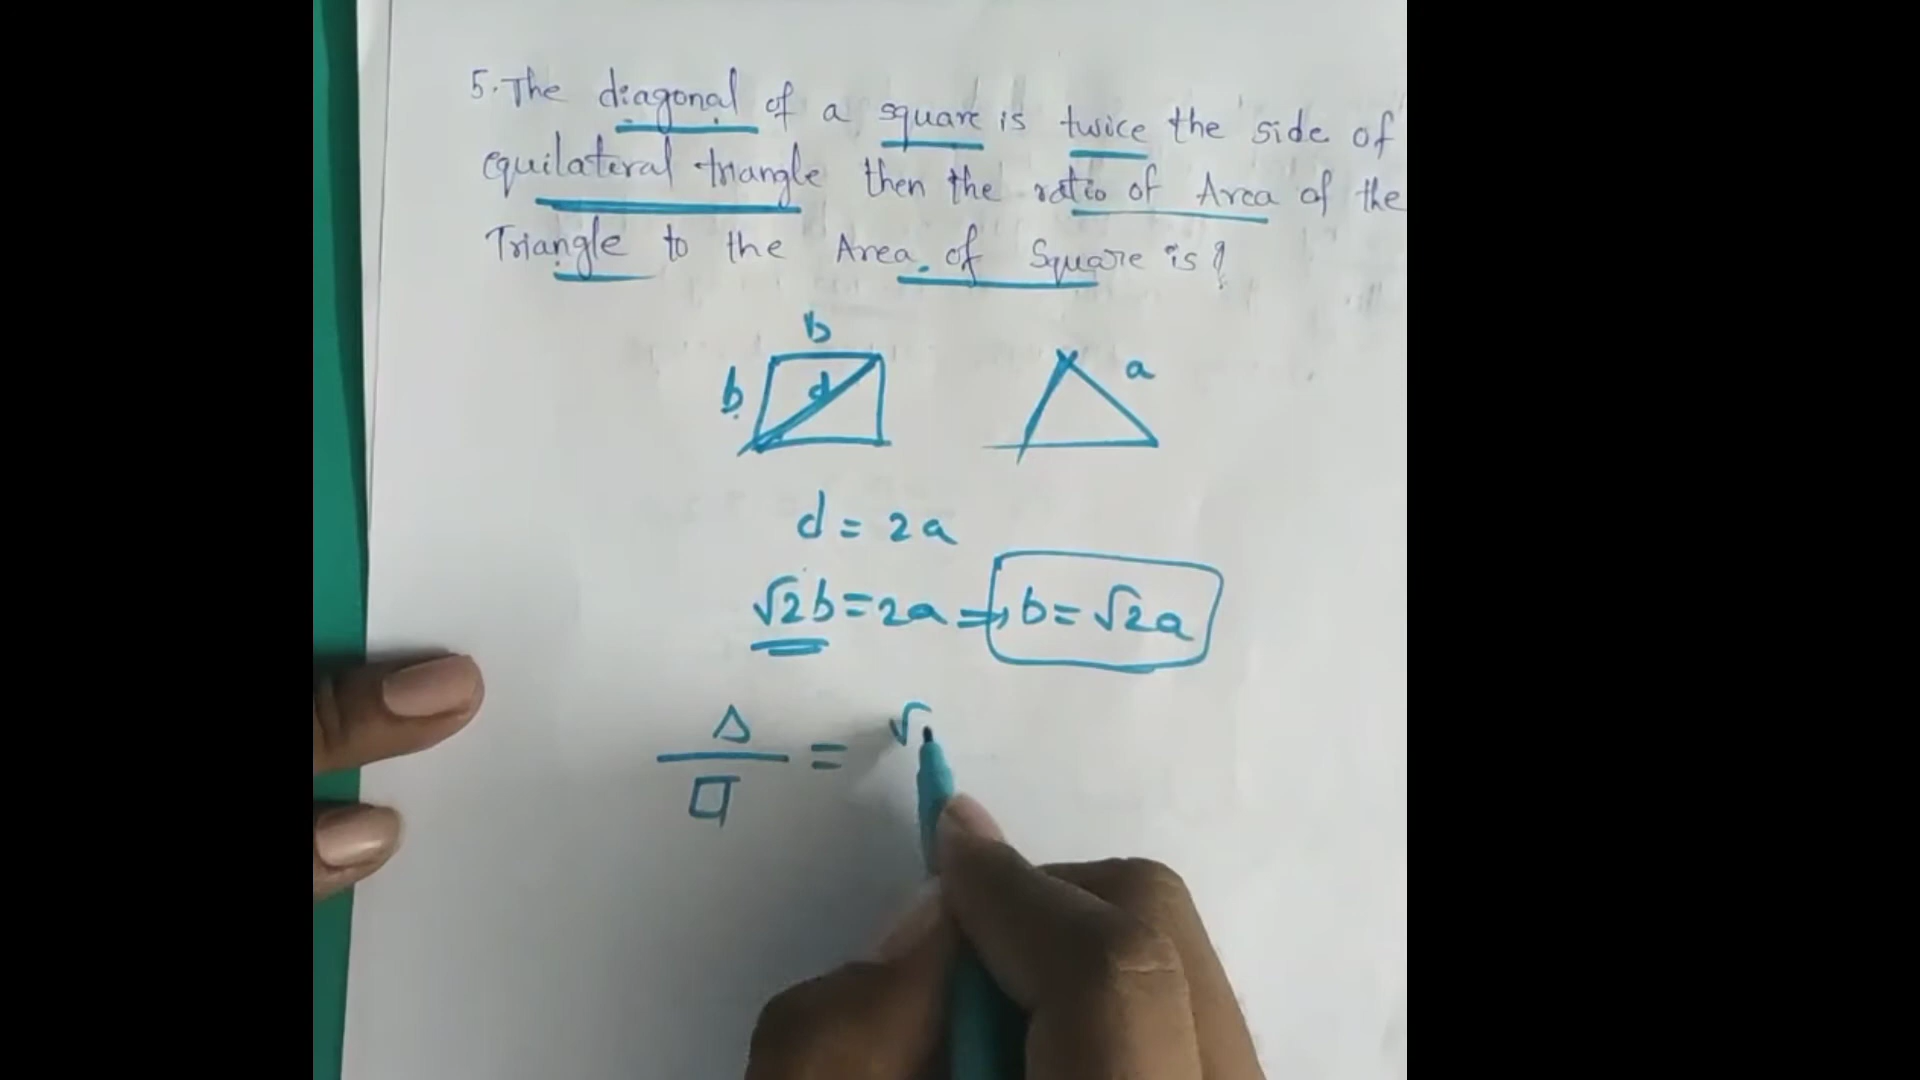 5. The diagonal of a square is twice the side of
equilateral triangle then the ratio of Area of the
Triangle to the Area of Square is?
b
b d a
d = 2a
√2b = 2a ⇒ b = √2a
Δ/□ = √